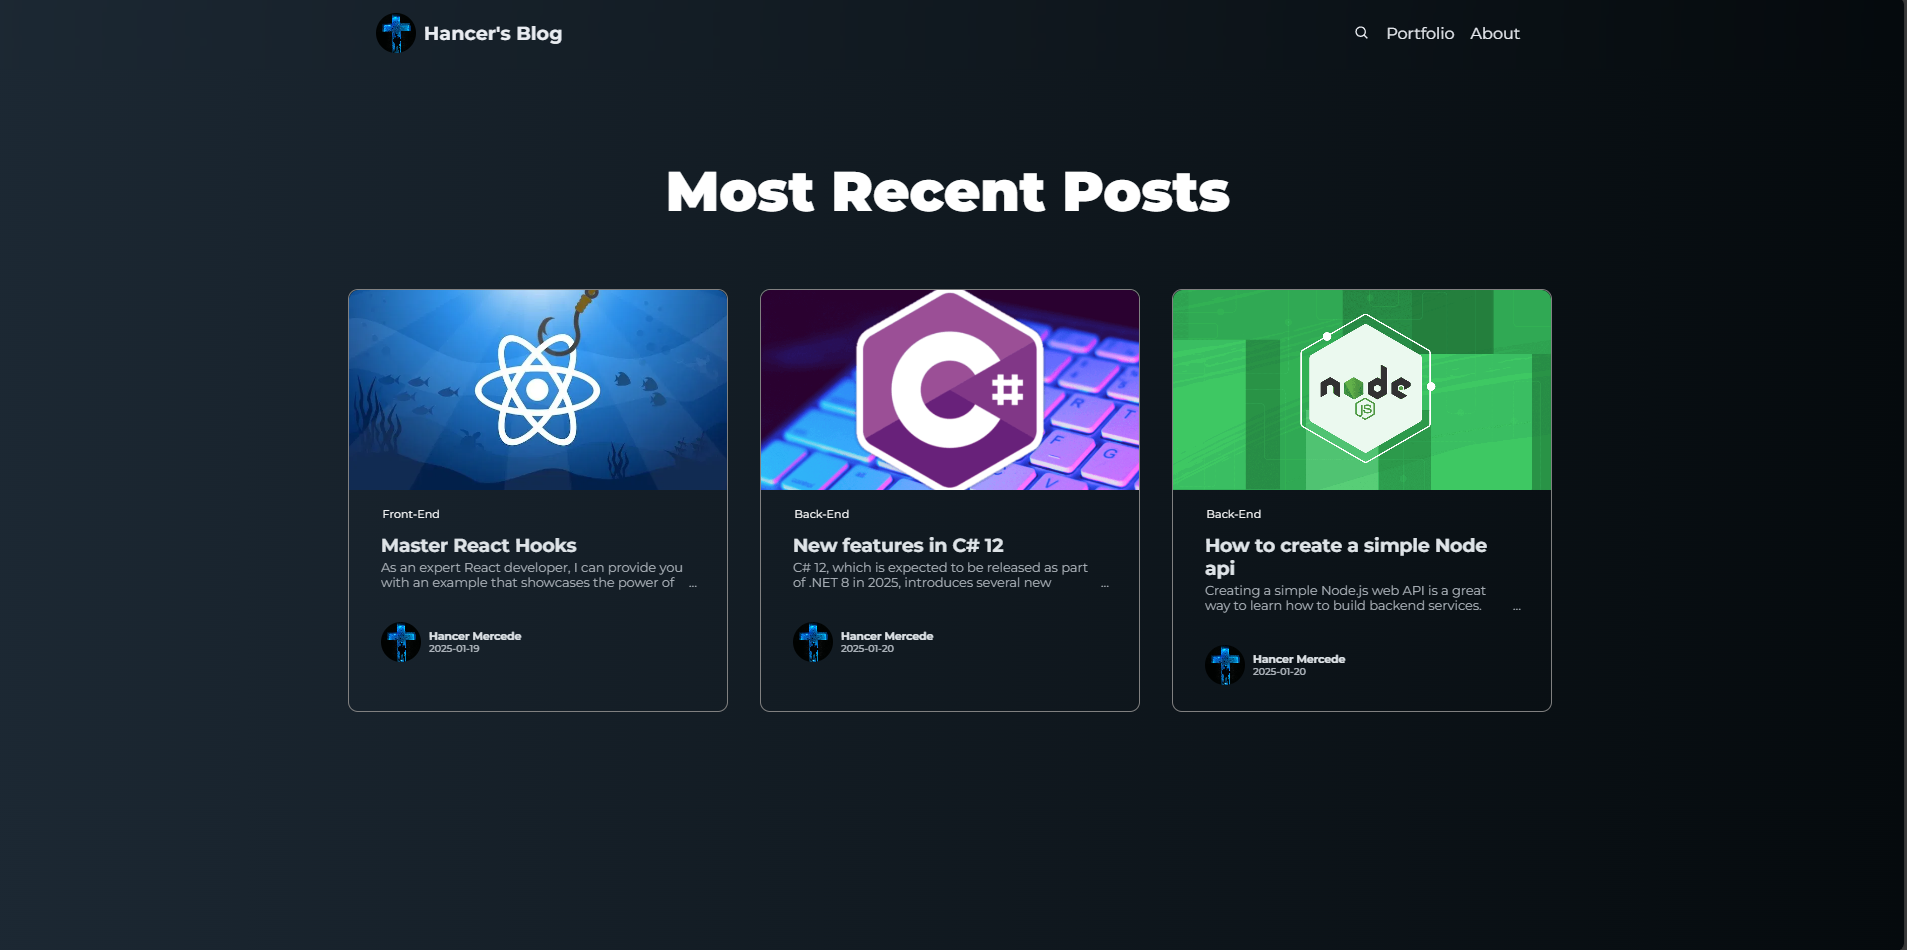 Hancer's Blog
Portfolio About
Most Recent Posts
C#
R T
F G
C V
node
JS
Front-End
Master React Hooks
As an expert React developer, I can provide you
with an example that showcases the power of ...
Hancer Mercede
2025-01-19
Back-End
New features in C# 12
C# 12, which is expected to be released as part
of .NET 8 in 2025, introduces several new ...
Hancer Mercede
2025-01-20
Back-End
How to create a simple Node
api
Creating a simple Node.js web API is a great
way to learn how to build backend services. ...
Hancer Mercede
2025-01-20